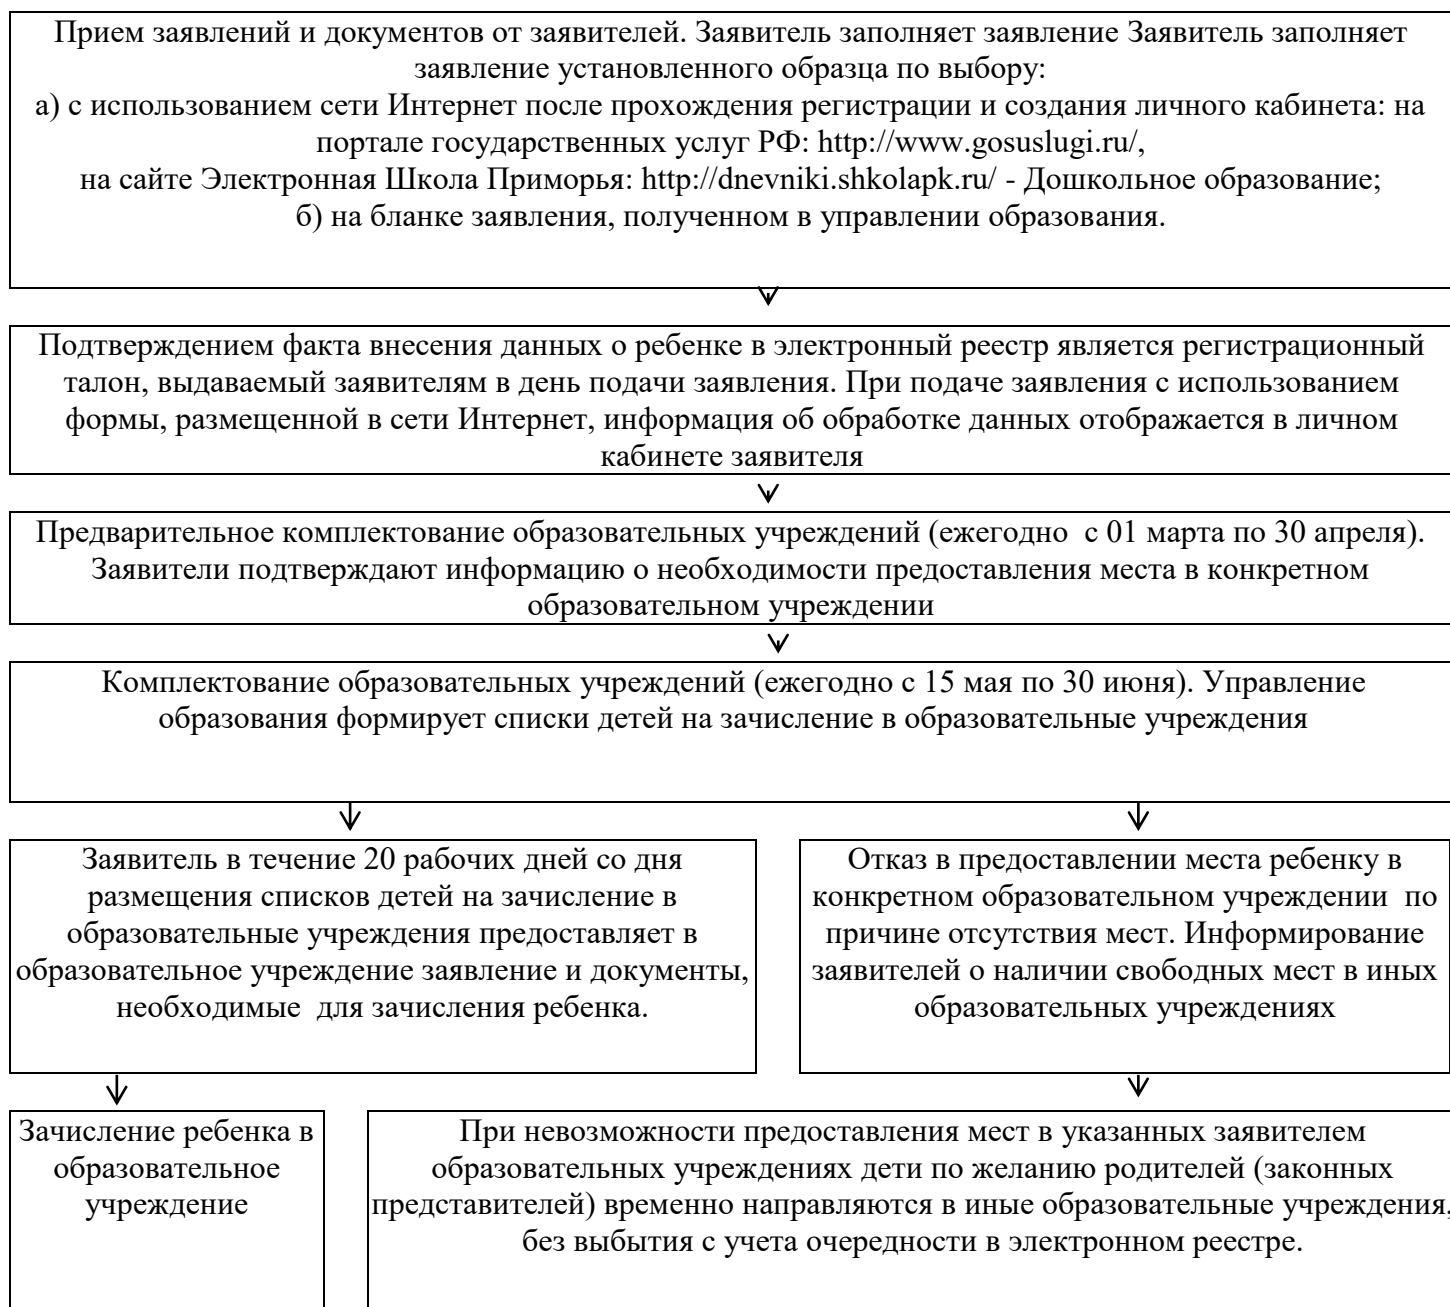 Прием заявлений и документов от заявителей. Заявитель заполняет заявление Заявитель заполняет
заявление установленного образца по выбору:
а) с использованием сети Интернет после прохождения регистрации и создания личного кабинета: на
портале государственных услуг РФ: http://www.gosuslugi.ru/,
на сайте Электронная Школа Приморья: http://dnevniki.shkolapk.ru/ - Дошкольное образование;
б) на бланке заявления, полученном в управлении образования.
Подтверждением факта внесения данных о ребенке в электронный реестр является регистрационный
талон, выдаваемый заявителям в день подачи заявления. При подаче заявления с использованием
формы, размещенной в сети Интернет, информация об обработке данных отображается в личном
кабинете заявителя
Предварительное комплектование образовательных учреждений (ежегодно  с 01 марта по 30 апреля).
Заявители подтверждают информацию о необходимости предоставления места в конкретном
образовательном учреждении
Комплектование образовательных учреждений (ежегодно с 15 мая по 30 июня). Управление
образования формирует списки детей на зачисление в образовательные учреждения
Заявитель в течение 20 рабочих дней со дня
размещения списков детей на зачисление в
образовательные учреждения предоставляет в
образовательное учреждение заявление и документы,
необходимые  для зачисления ребенка.
Отказ в предоставлении места ребенку в
конкретном образовательном учреждении  по
причине отсутствия мест. Информирование
заявителей о наличии свободных мест в иных
образовательных учреждениях
Зачисление ребенка в
образовательное
учреждение
При невозможности предоставления мест в указанных заявителем
образовательных учреждениях дети по желанию родителей (законных
представителей) временно направляются в иные образовательные учреждения,
без выбытия с учета очередности в электронном реестре.